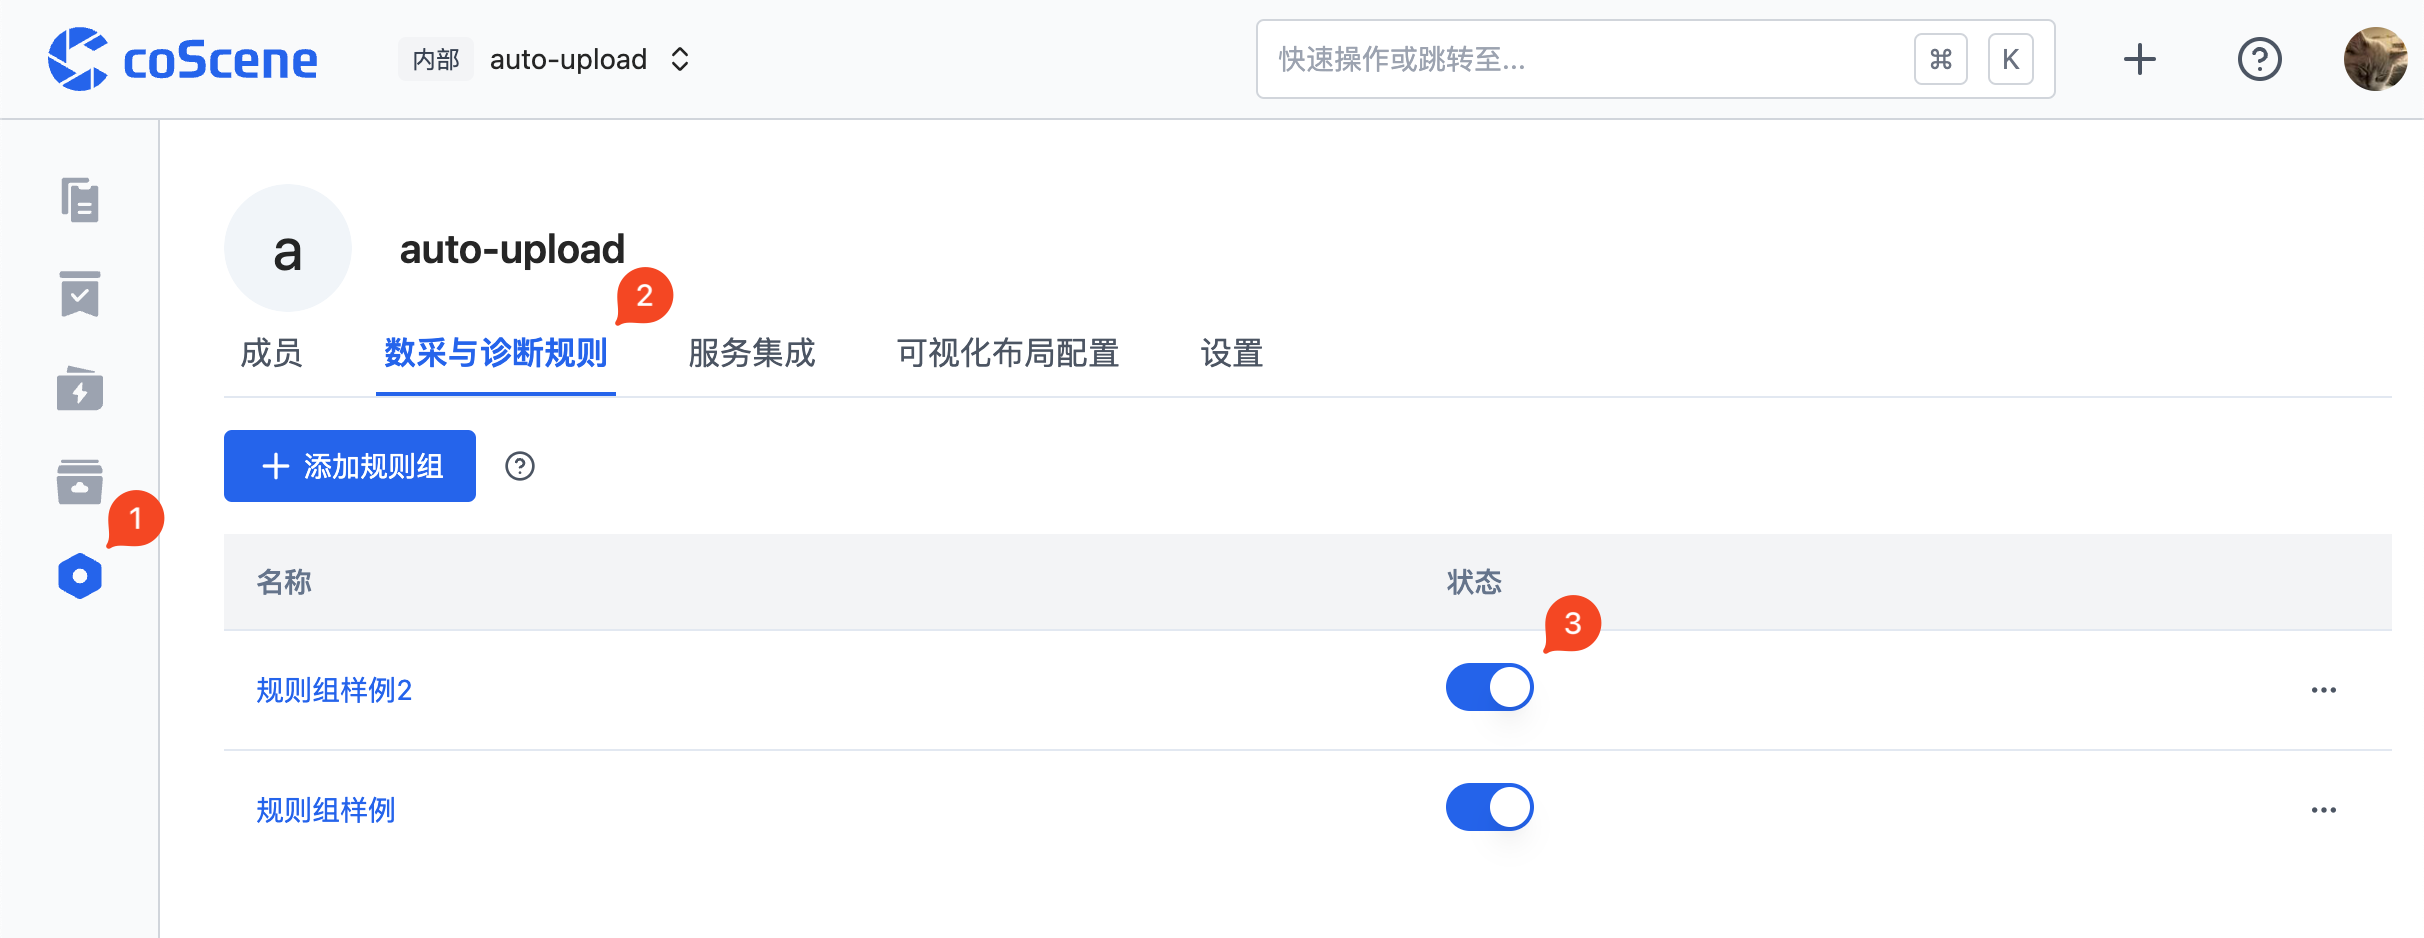 coScene 内部 auto-upload 快速操作或跳转至... ⌘ K
a auto-upload
2
成员 数采与诊断规则 服务集成 可视化布局配置 设置
添加规则组
1
名称 状态
3
规则组样例2
规则组样例